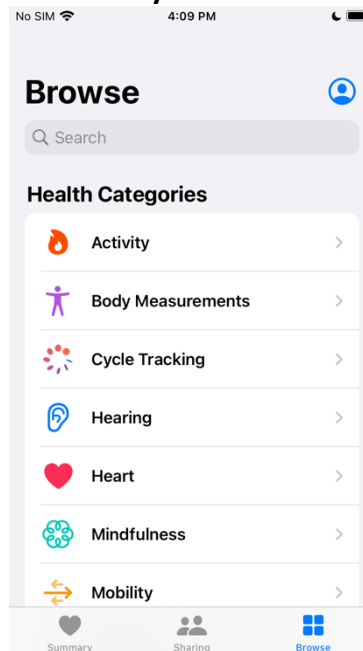 No SIM 4:09 PM
Browse
Search
Health Categories
Activity
Body Measurements
Cycle Tracking
Hearing
Heart
Mindfulness
Mobility
Summary Sharing Browse